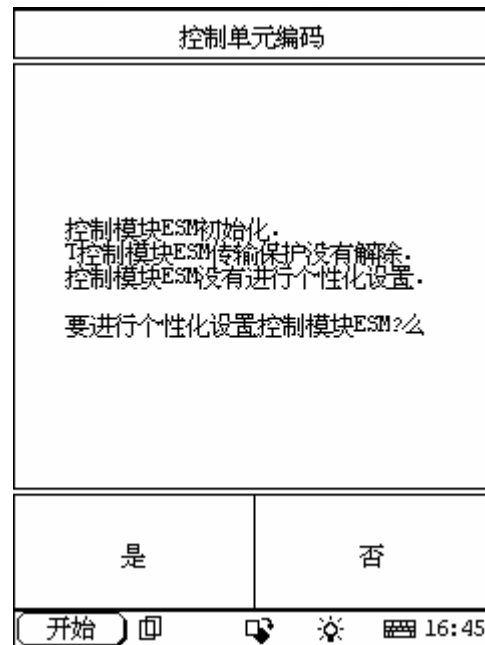 控制单元编码
控制模块ESM初始化.
T控制模块ESM传输保护没有解除.
控制模块ESM没有进行个性化设置.
要进行个性化设置控制模块ESM?么
是
否
开始
16:45